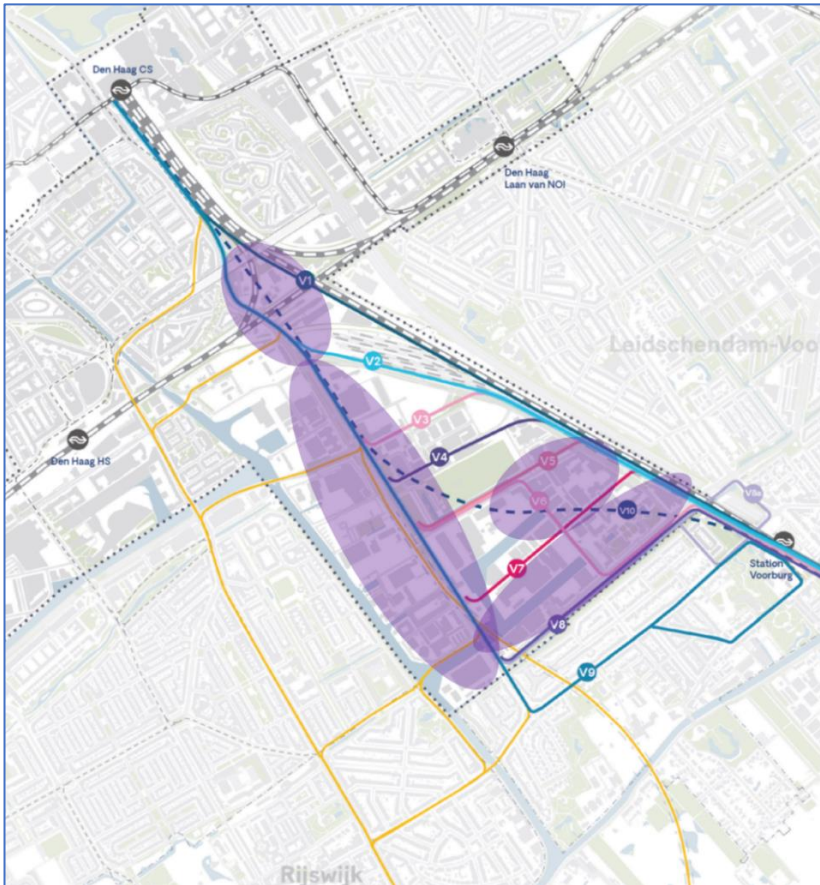 Den Haag CS
Den Haag
Laan van NOI
V1
Leidschendam-Voo
V2
V3
Den Haag HS
V4
V5
V6
V8a
V10
Station
Voorburg
V7
V8
V9
Rijswijk